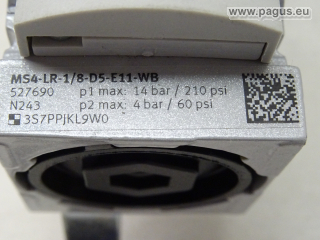 www.pagus.eu
MS4-LR-1/8-D5-E11-WB
527690 p1 max: 14 bar / 210 psi
N243 p2 max: 4 bar / 60 psi
3S7PPjKL9W0